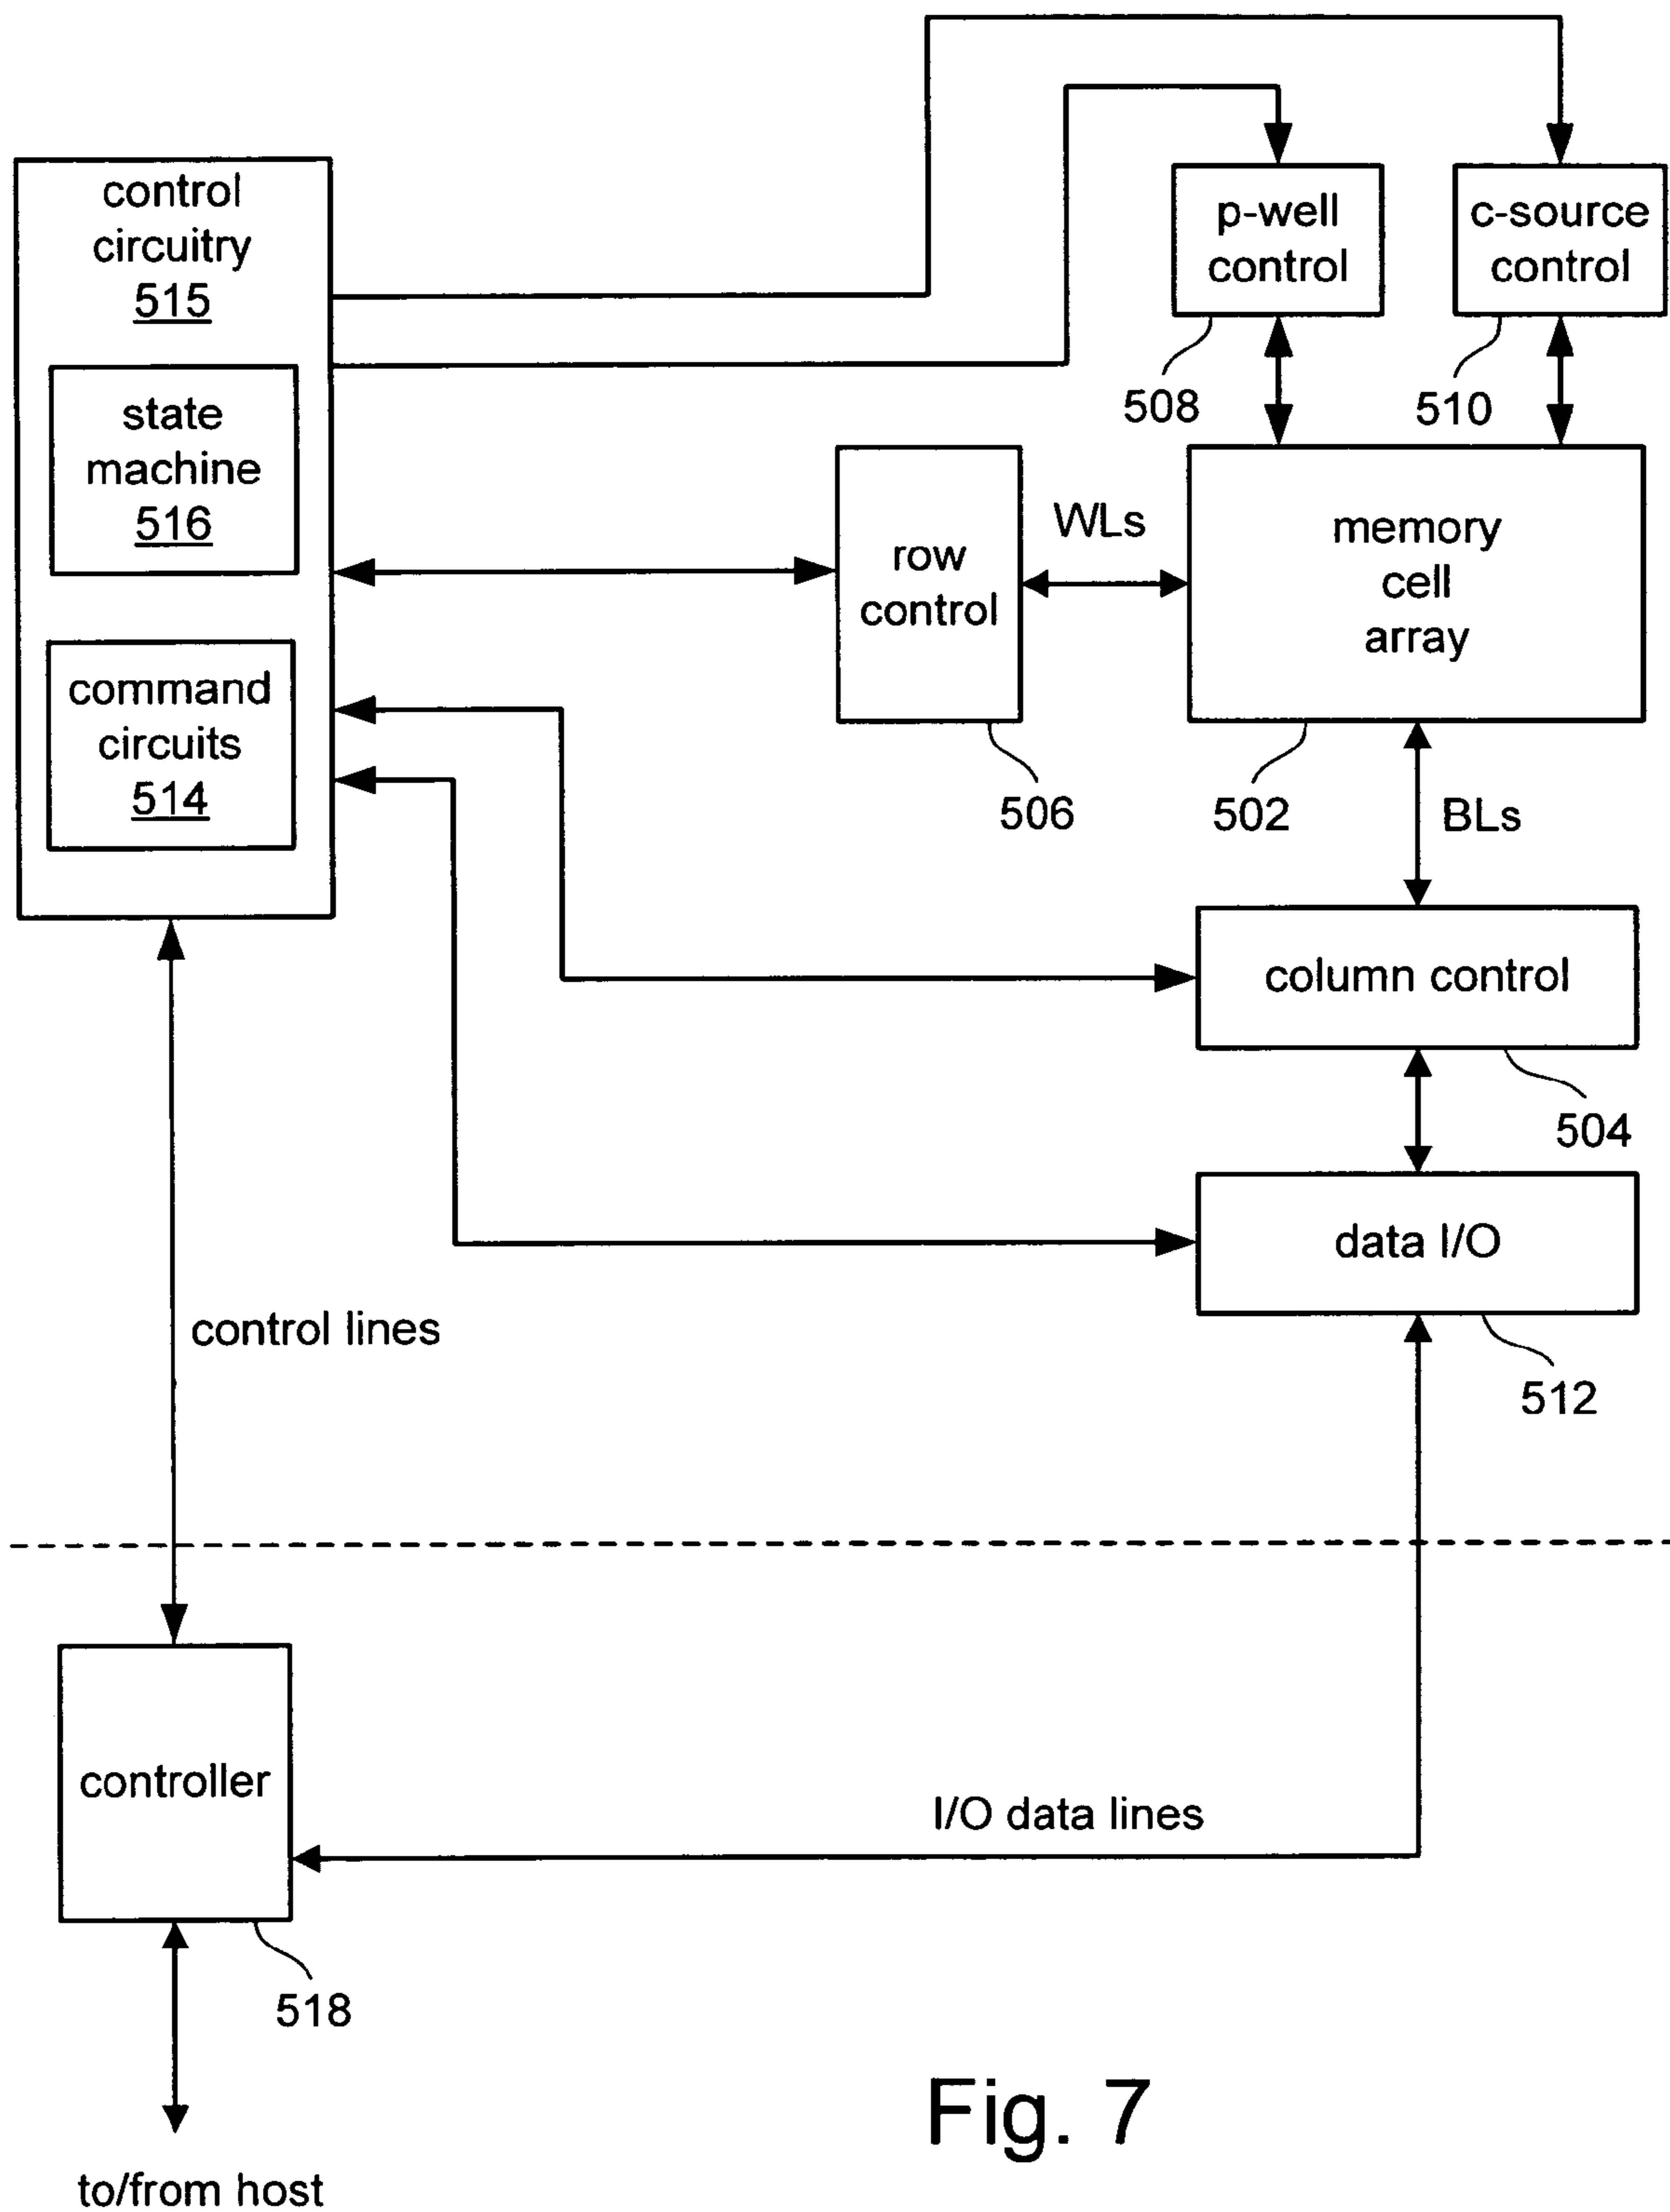 control
circuitry
515
state
machine
516
command
circuits
514
p-well
control
508
c-source
control
510
row
control
506
WLs
memory
cell
array
502
BLs
column control
504
data I/O
512
control lines
controller
518
I/O data lines
to/from host
Fig. 7